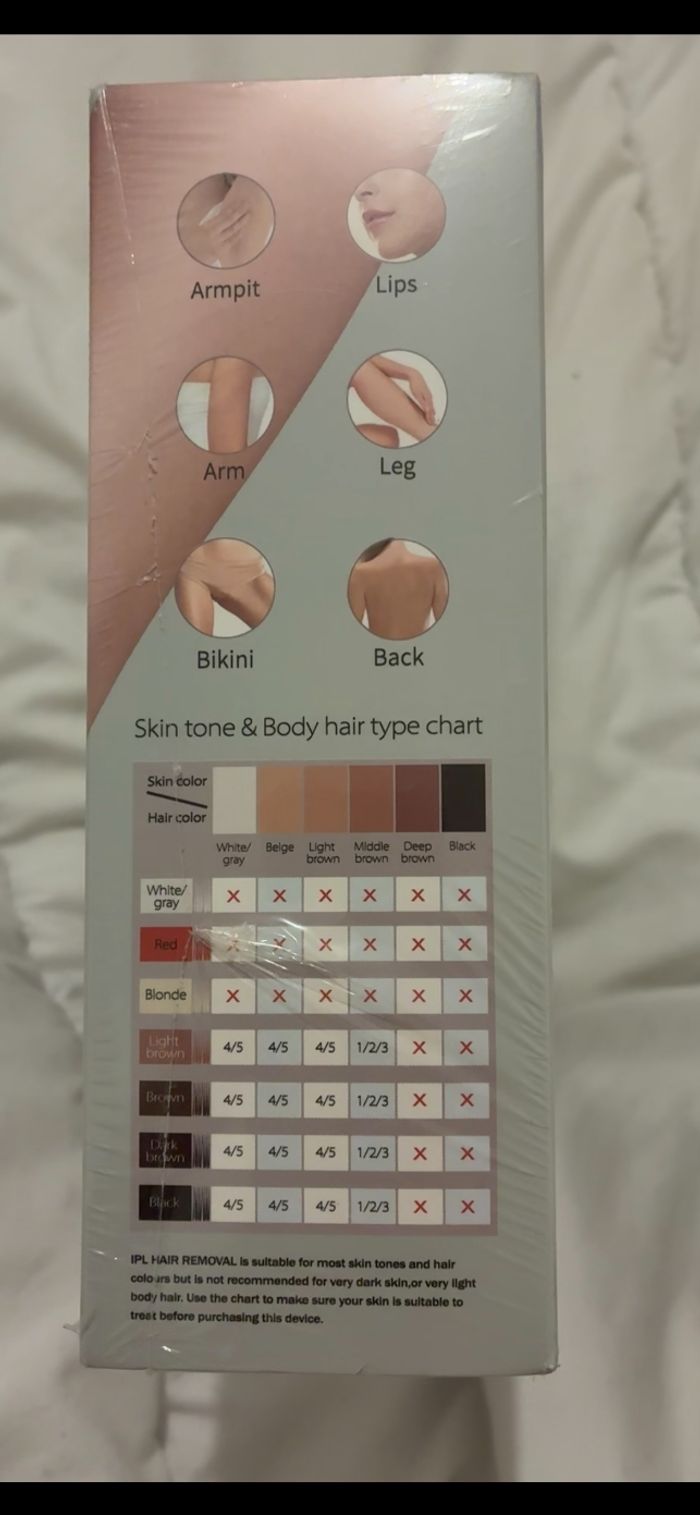 Armpit Lips
Arm Leg
Bikini Back
Skin tone & Body hair type chart
Skin color
Hair color
White/ Beige Light Middle Deep Black
gray brown brown brown
White/
gray X X X X X X
Red X X X X X X
Blonde X X X X X X
Light
brown 4/5 4/5 4/5 1/2/3 X X
Brown 4/5 4/5 4/5 1/2/3 X X
Dark
brown 4/5 4/5 4/5 1/2/3 X X
Black 4/5 4/5 4/5 1/2/3 X X
IPL HAIR REMOVAL is suitable for most skin tones and hair
colours but is not recommended for very dark skin,or very light
body hair. Use the chart to make sure your skin is suitable to
treat before purchasing this device.